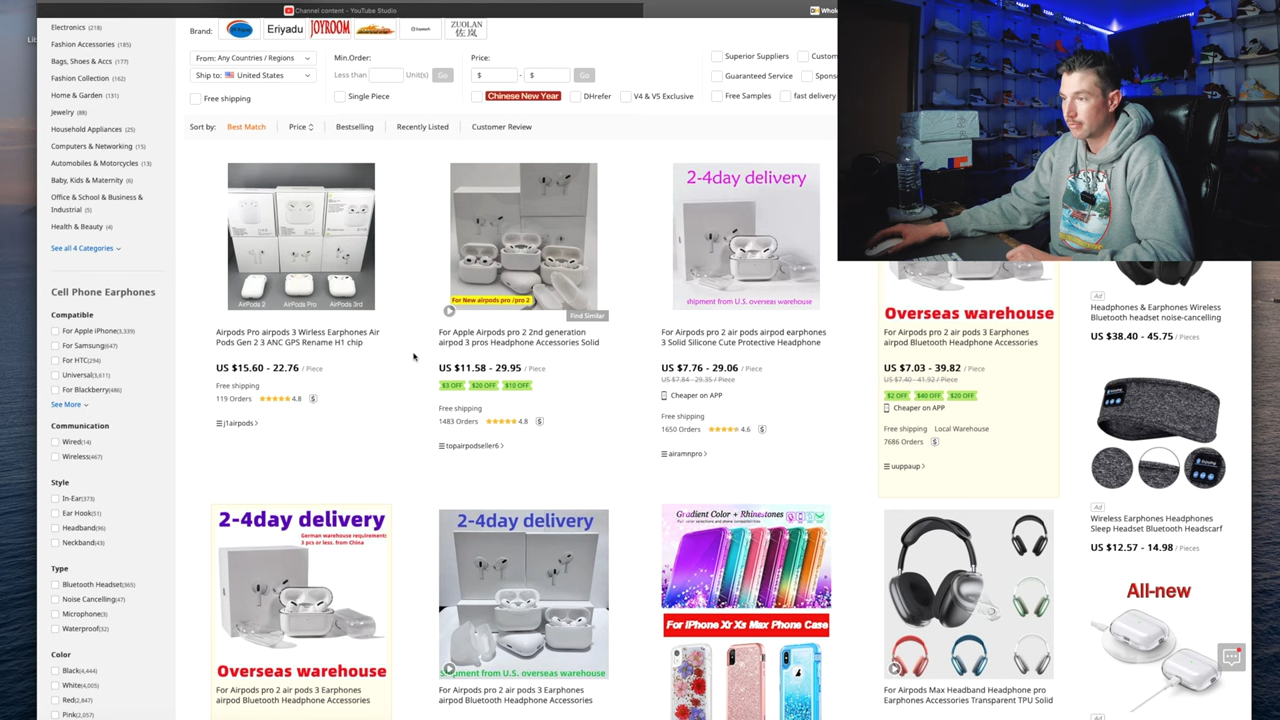 Channel content - YouTube Studio
Whok
Electronics (218)
Fashion Accessories (185)
Bags, Shoes & Accs (177)
Fashion Collection (162)
Home & Garden (131)
Jewelry (88)
Household Appliances (25)
Computers & Networking (15)
Automobiles & Motorcycles (13)
Baby, Kids & Maternity (6)
Office & School & Business &
Industrial (5)
Health & Beauty (4)
See all 4 Categories
Cell Phone Earphones
Compatible
For Apple iPhone(3,339)
For Samsung(647)
For HTC(294)
Universal(3,611)
For Blackberry(486)
See More
Communication
Wired(14)
Wireless(467)
Style
In-Ear(373)
Ear Hook(51)
Headband(96)
Neckband(43)
Type
Bluetooth Headset(365)
Noise Cancelling(47)
Microphone(3)
Waterproof(32)
Color
Black(4,444)
White(4,005)
Red(2,847)
Pink(2,057)
Brand:
Eriyadu
JOYROOM
ZUOLAN
佐岚
From: Any Countries / Regions
Ship to: United States
Free shipping
Min.Order:
Less than Unit(s) Go
Single Piece
Price:
$ - $ Go
Chinese New Year
DHrefer
V4 & V5 Exclusive
Superior Suppliers
Custom
Guaranteed Service
Spons
Free Samples
fast delivery
Sort by: Best Match Price Bestselling Recently Listed Customer Review
AirPods 2 AirPods Pro AirPods 3rd
Airpods Pro airpods 3 Wirless Earphones Air
Pods Gen 2 3 ANC GPS Rename H1 chip
US $15.60 - 22.76 / Piece
Free shipping
119 Orders 4.8
j1airpods
For New airpods pro /pro 2
Find Similar
For Apple Airpods pro 2 2nd generation
airpod 3 pros Headphone Accessories Solid
US $11.58 - 29.95 / Piece
$3 OFF $20 OFF $10 OFF
Free shipping
1483 Orders 4.8
topairpodseller6
2-4day delivery
shipment from U.S. overseas warehouse
For Airpods pro 2 air pods airpod earphones
3 Solid Silicone Cute Protective Headphone
US $7.76 - 29.06 / Piece
US $7.84 - 29.35 / Piece
Cheaper on APP
Free shipping
1650 Orders 4.6
airamnpro
Overseas warehouse
For Airpods pro 2 air pods 3 Earphones
airpod Bluetooth Headphone Accessories
US $7.03 - 39.82 / Piece
US $7.40 - 41.92 / Piece
$2 OFF $40 OFF $20 OFF
Cheaper on APP
Free shipping Local Warehouse
7686 Orders
uuppaup
Ad
Headphones & Earphones Wireless
Bluetooth headset noise-cancelling
US $38.40 - 45.75 / Pieces
Ad
Wireless Earphones Headphones
Sleep Headset Bluetooth Headscarf
US $12.57 - 14.98 / Pieces
All-new
Ad
2-4day delivery
German warehouse requirement:
3 pcs or less. from China
Overseas warehouse
For Airpods pro 2 air pods 3 Earphones
airpod Bluetooth Headphone Accessories
2-4day delivery
Shipment from U.S. overseas warehouse
For Airpods pro 2 air pods 3 Earphones
airpod Bluetooth Headphone Accessories
Gradient Color + Rhinestones
For iPhone Xr Xs Max Phone Case
For Airpods Max Headband Headphone pro
Earphones Accessories Transparent TPU Solid